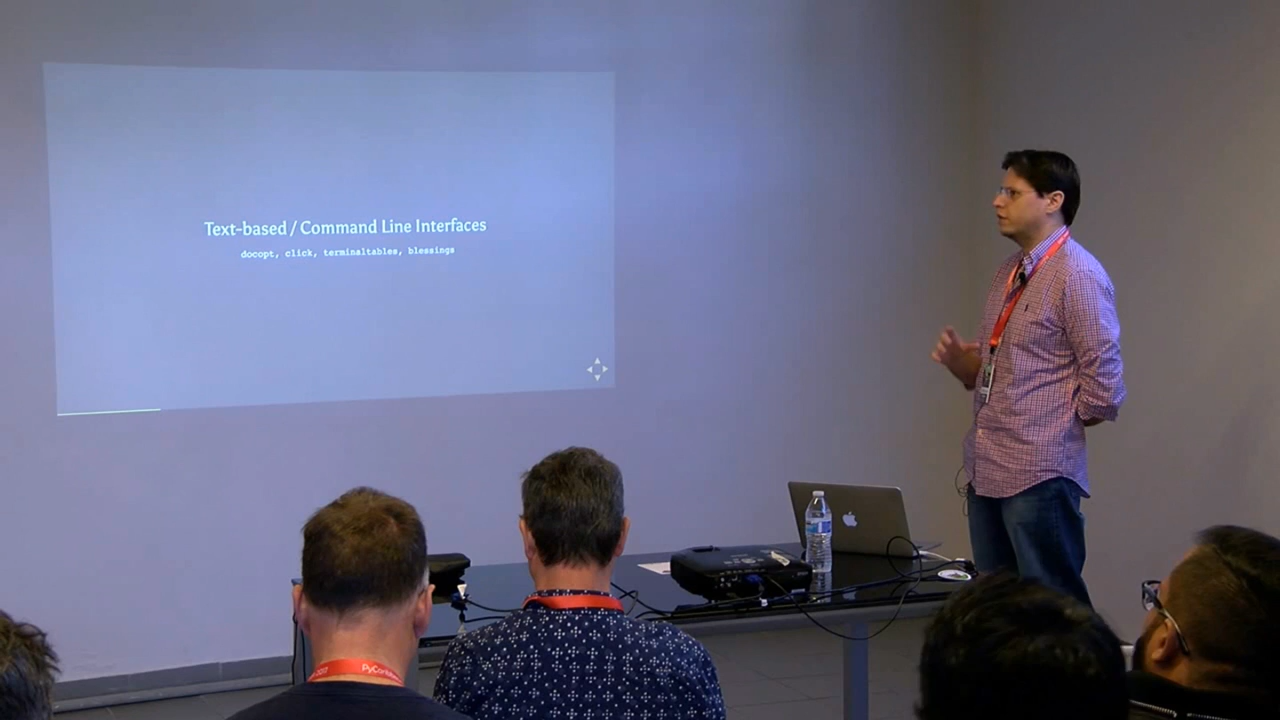 Text-based / Command Line Interfaces
docopt, click, terminaltables, blessings